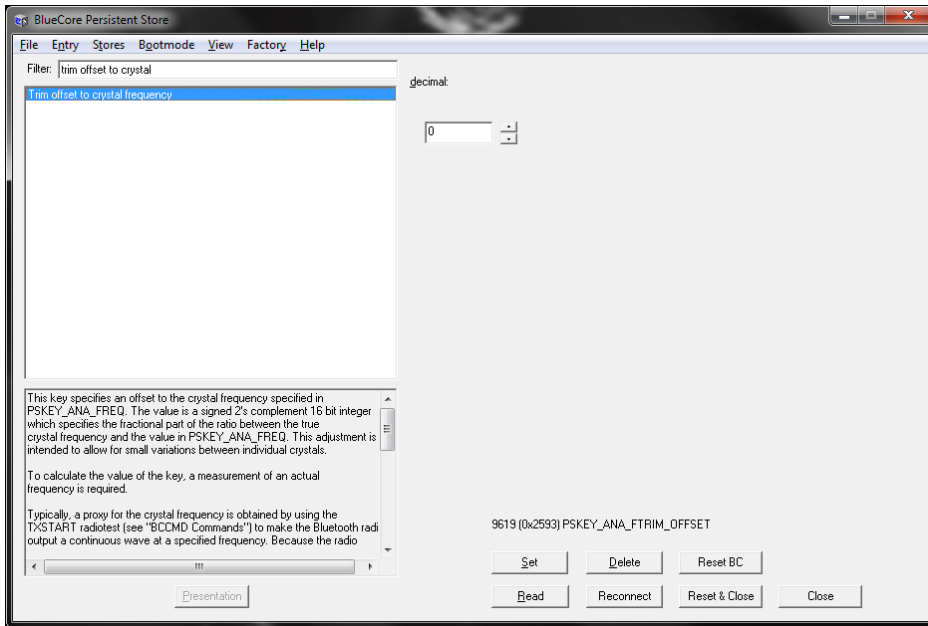 BlueCore Persistent Store
File Entry Stores Bootmode View Factory Help
Filter: trim offset to crystal
decimal:
Trim offset to crystal frequency
0
This key specifies an offset to the crystal frequency specified in
PSKEY_ANA_FREQ. The value is a signed 2's complement 16 bit integer
which specifies the fractional part of the ratio between the true
crystal frequency and the value in PSKEY_ANA_FREQ. This adjustment is
intended to allow for small variations between individual crystals.
To calculate the value of the key, a measurement of an actual
frequency is required.
Typically, a proxy for the crystal frequency is obtained by using the
TXSTART radiotest (see "BCCMD Commands") to make the Bluetooth radi
output a continuous wave at a specified frequency. Because the radio
9619 (0x2593) PSKEY_ANA_FTRIM_OFFSET
Set Delete Reset BC
Presentation
Read Reconnect Reset & Close Close